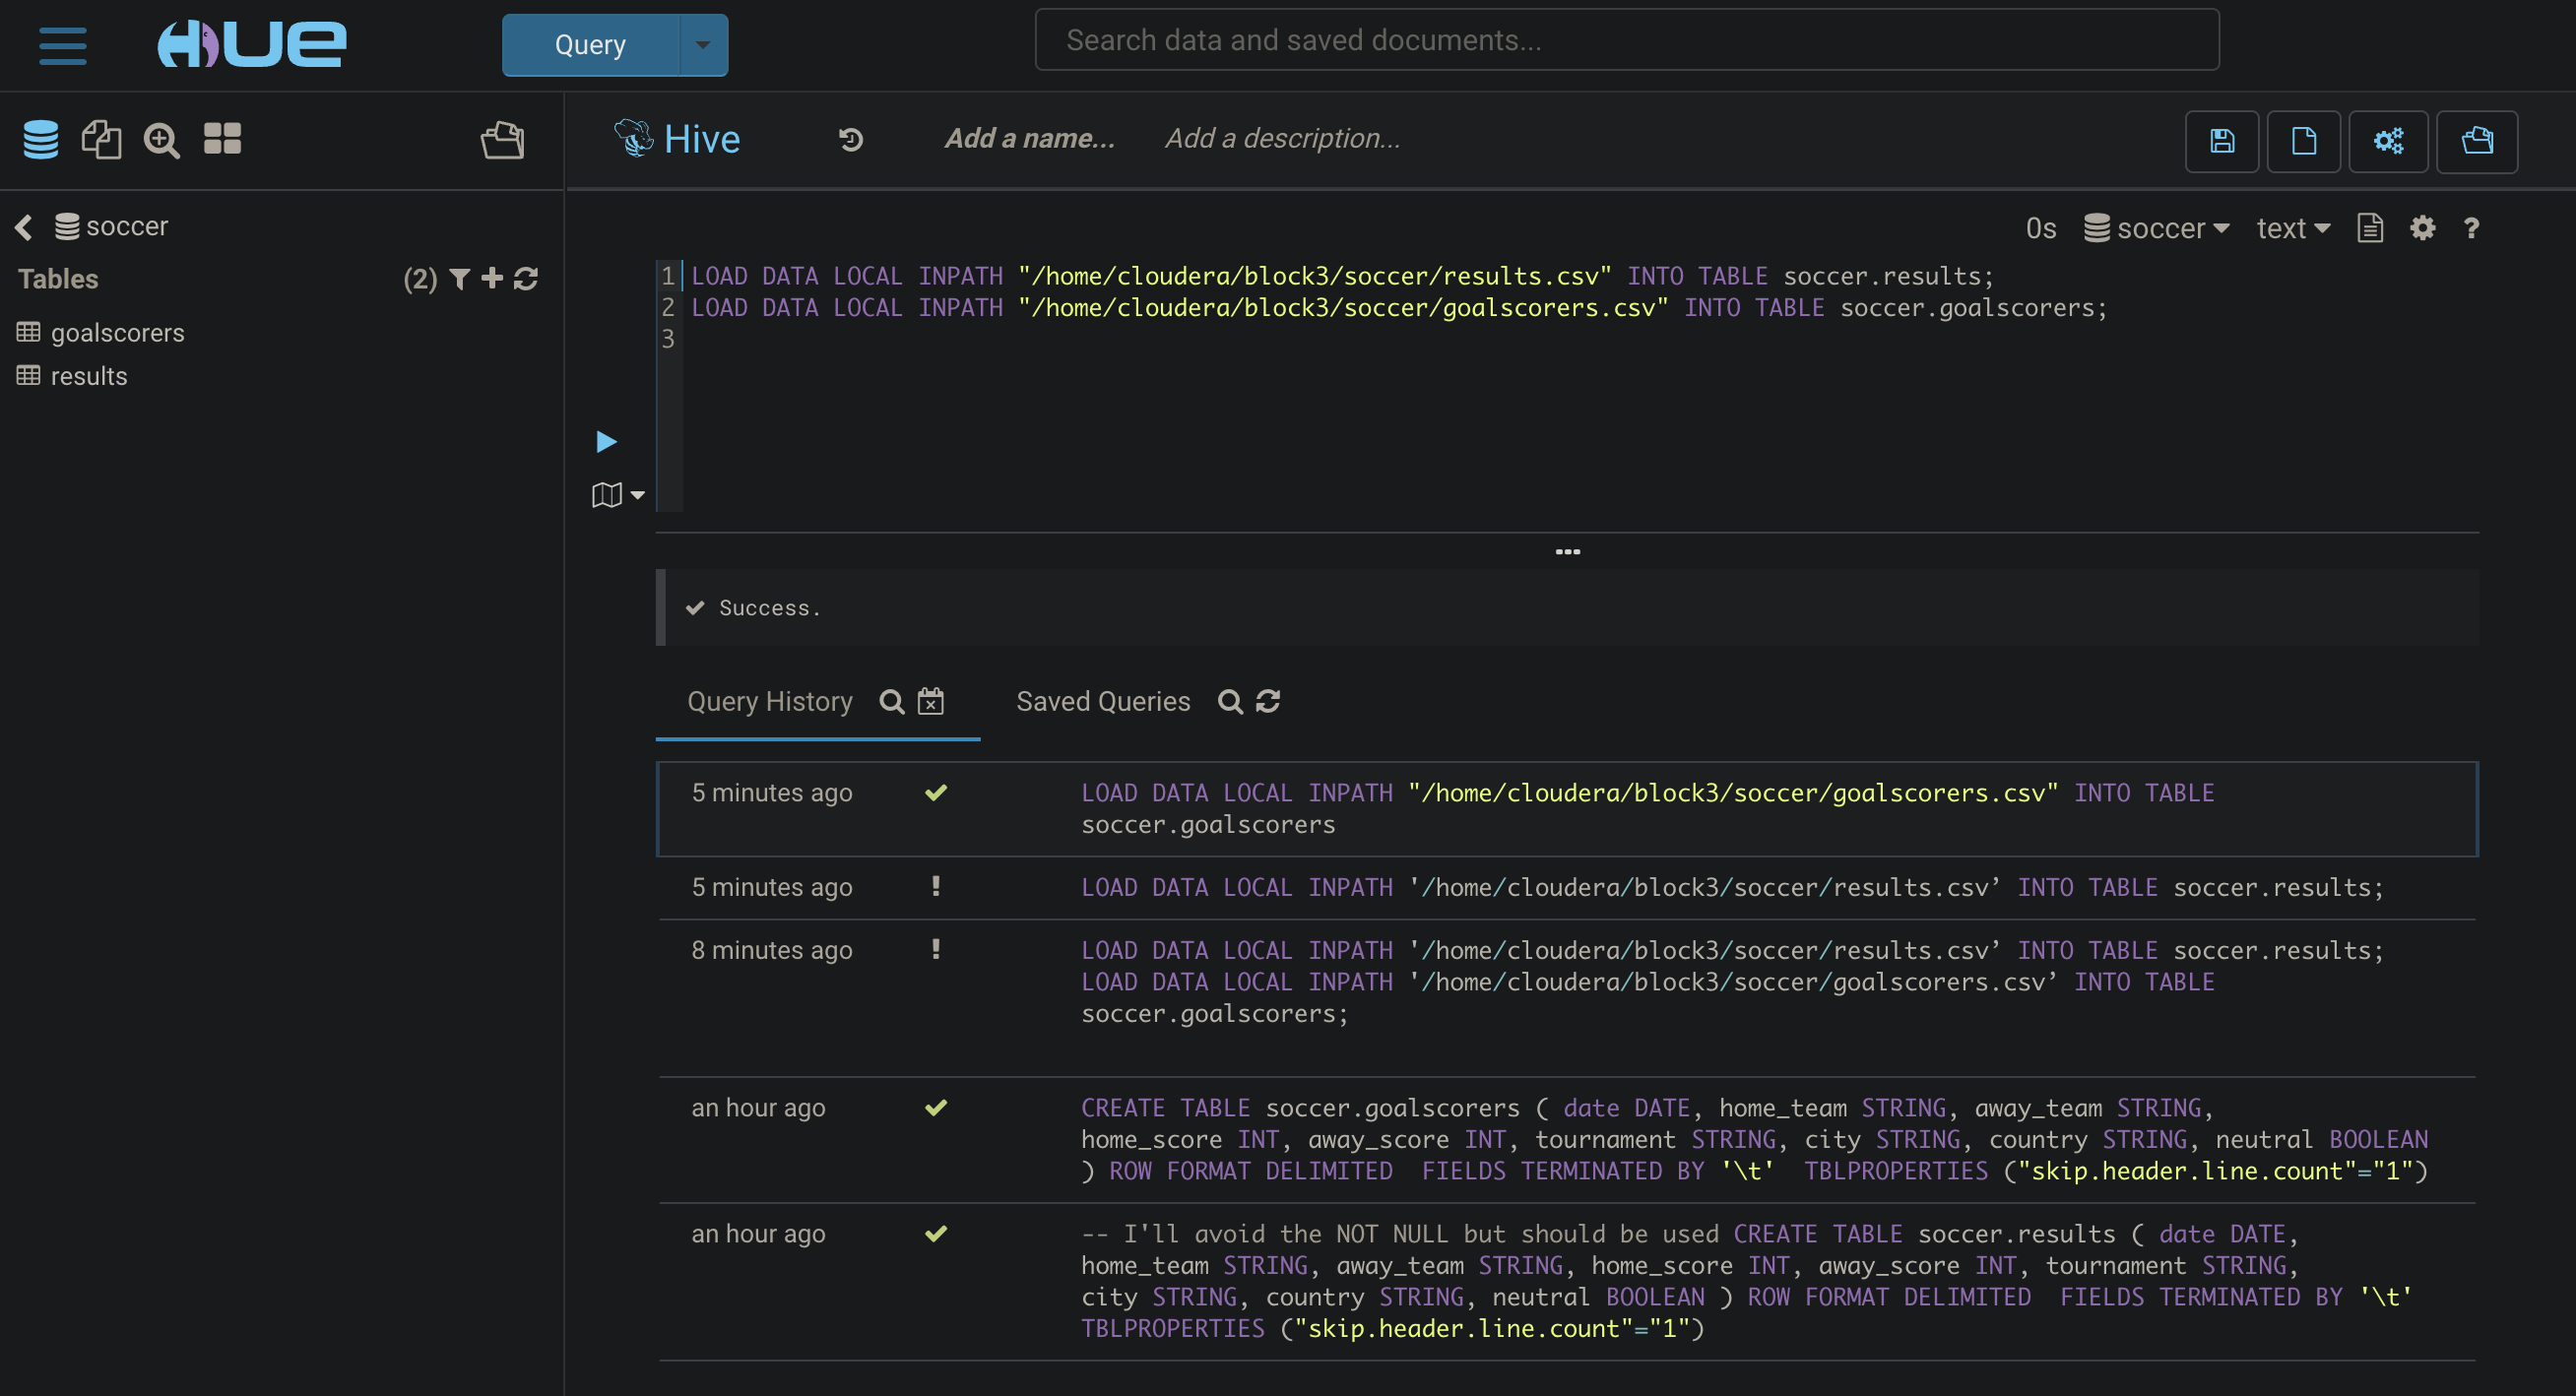 HUE
Query
Search data and saved documents...
Hive
Add a name...
Add a description...
soccer
0s
soccer
text
?
Tables
(2)
goalscorers
results
1 LOAD DATA LOCAL INPATH "/home/cloudera/block3/soccer/results.csv" INTO TABLE soccer.results;
2 LOAD DATA LOCAL INPATH "/home/cloudera/block3/soccer/goalscorers.csv" INTO TABLE soccer.goalscorers;
3
Success.
Query History
Saved Queries
5 minutes ago
LOAD DATA LOCAL INPATH "/home/cloudera/block3/soccer/goalscorers.csv" INTO TABLE
soccer.goalscorers
5 minutes ago ! LOAD DATA LOCAL INPATH '/home/cloudera/block3/soccer/results.csv’ INTO TABLE soccer.results;
8 minutes ago ! LOAD DATA LOCAL INPATH '/home/cloudera/block3/soccer/results.csv’ INTO TABLE soccer.results;
LOAD DATA LOCAL INPATH '/home/cloudera/block3/soccer/goalscorers.csv’ INTO TABLE
soccer.goalscorers;
an hour ago
CREATE TABLE soccer.goalscorers ( date DATE, home_team STRING, away_team STRING,
home_score INT, away_score INT, tournament STRING, city STRING, country STRING, neutral BOOLEAN
) ROW FORMAT DELIMITED  FIELDS TERMINATED BY '\t'  TBLPROPERTIES ("skip.header.line.count"="1")
an hour ago
-- I'll avoid the NOT NULL but should be used CREATE TABLE soccer.results ( date DATE,
home_team STRING, away_team STRING, home_score INT, away_score INT, tournament STRING,
city STRING, country STRING, neutral BOOLEAN ) ROW FORMAT DELIMITED  FIELDS TERMINATED BY '\t'
TBLPROPERTIES ("skip.header.line.count"="1")